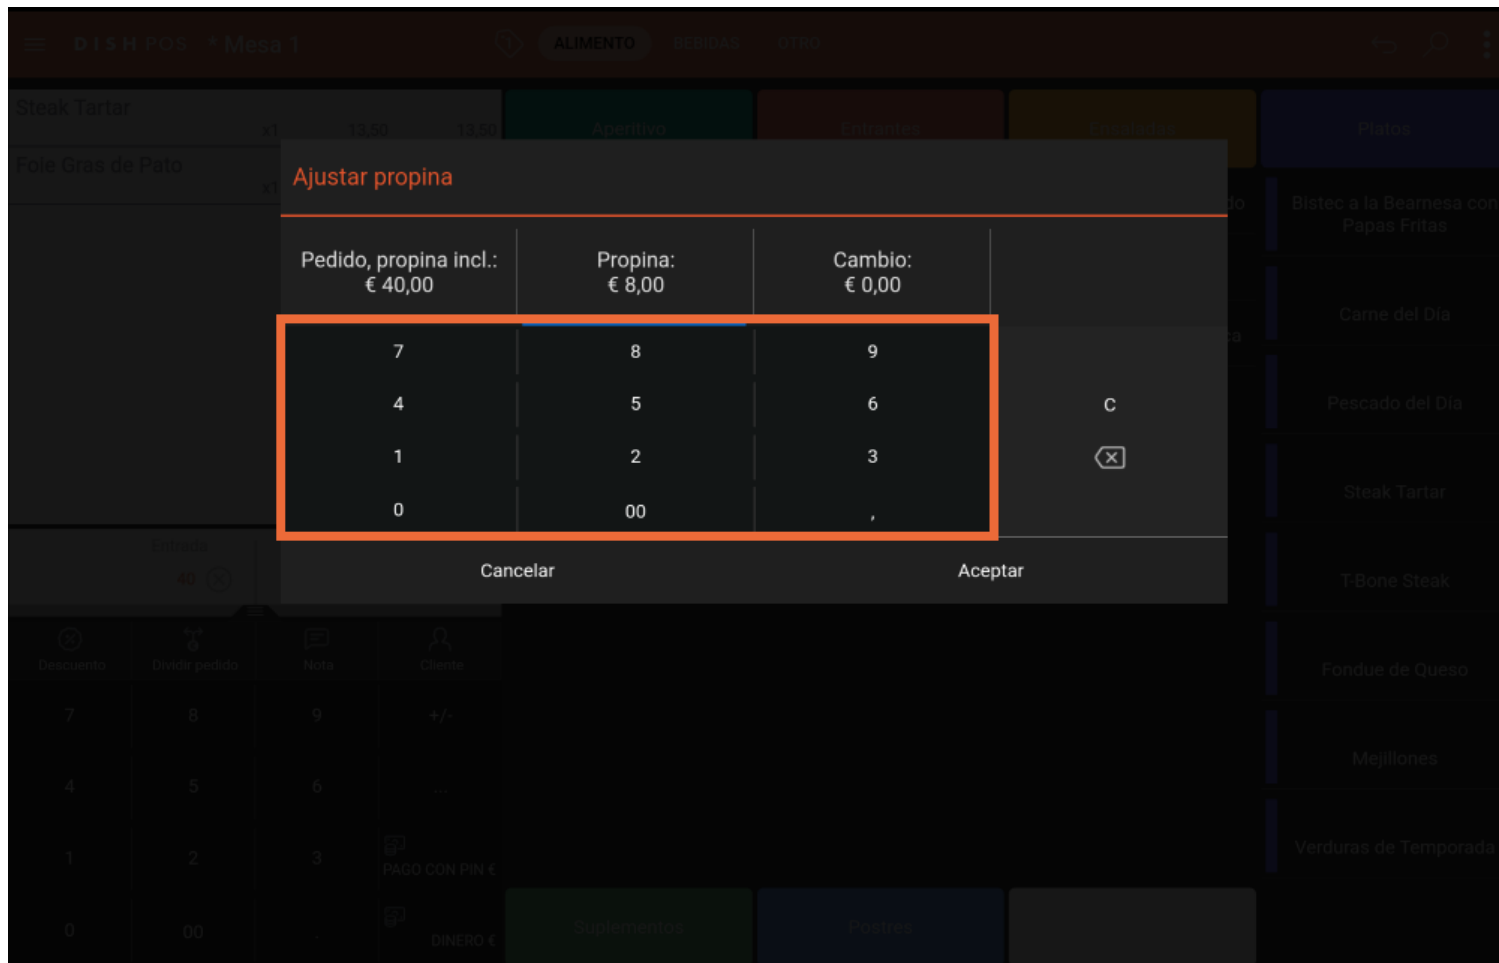 DISH POS * Mesa 1
ALIMENTO BEBIDAS OTRO
Steak Tartar
x1 13,50 13,50
Foie Gras de Pato
x1
Aperitivo
Entrantes
Platos
Ajustar propina
Pedido, propina incl.:
€ 40,00
Propina:
€ 8,00
Cambio:
€ 0,00
7 8 9
4 5 6 C
1 2 3
0 00 ,
Cancelar Aceptar
Bistec a la Bearnesa con
Papas Fritas
Carne del Día
Pescado del Día
Steak Tartar
T-Bone Steak
Fondue de Queso
Mejillones
Verduras de Temporada
Entrada
40
Descuento Dividir pedido Nota Cliente
7 8 9 +/-
4 5 6 ...
1 2 3 PAGO CON PIN €
0 00 . DINERO €
Suplementos Postres